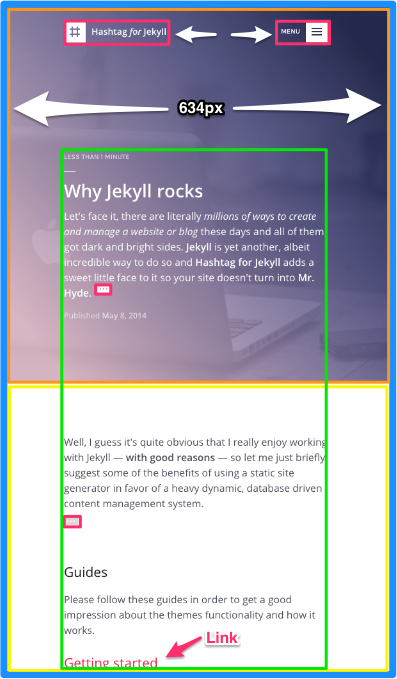 Hashtag for Jekyll
MENU
634px
LESS THAN 1 MINUTE
Why Jekyll rocks
Let's face it, there are literally millions of ways to create
and manage a website or blog these days and all of them
got dark and bright sides. Jekyll is yet another, albeit
incredible way to do so and Hashtag for Jekyll adds a
sweet little face to it so your site doesn't turn into Mr.
Hyde.
Published May 8, 2014
Well, I guess it's quite obvious that I really enjoy working
with Jekyll — with good reasons — so let me just briefly
suggest some of the benefits of using a static site
generator in favor of a heavy dynamic, database driven
content management system.
Guides
Please follow these guides in order to get a good
impression about the themes functionality and how it
works.
Link
Getting started